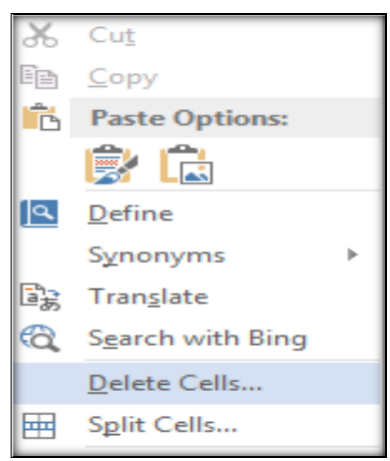 Cut
Copy
Paste Options:
Define
Synonyms
Translate
Search with Bing
Delete Cells...
Split Cells...